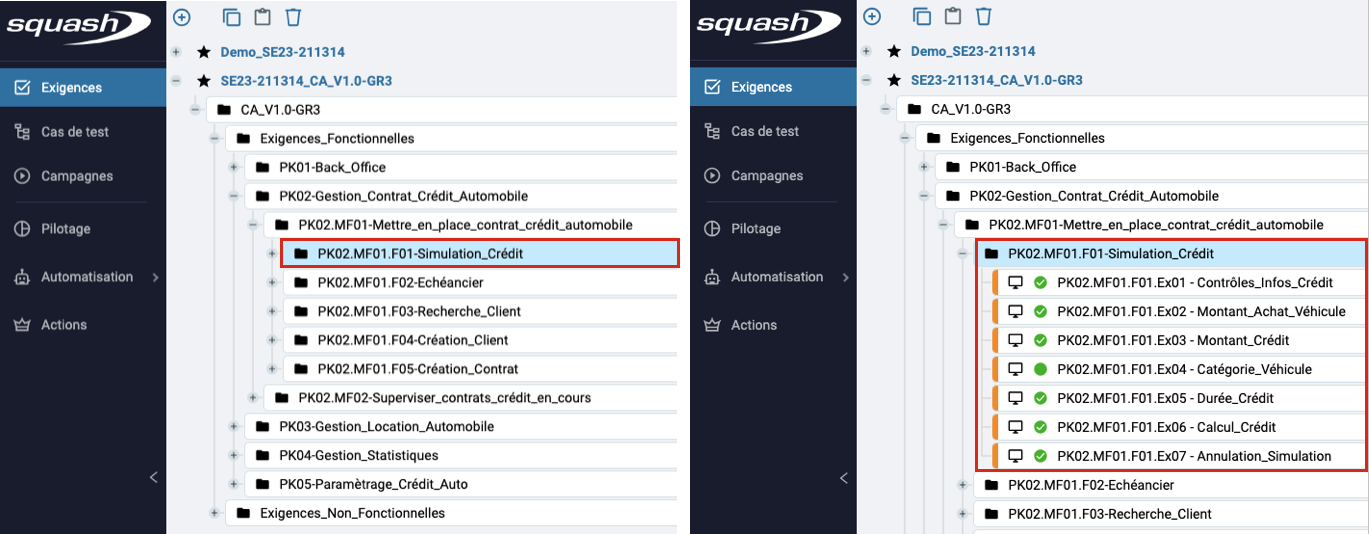 squash
Demo_SE23-211314
SE23-211314_CA_V1.0-GR3
Exigences
CA_V1.0-GR3
Cas de test
Exigences_Fonctionnelles
PK01-Back_Office
Campagnes
PK02-Gestion_Contrat_Crédit_Automobile
PK02.MF01-Mettre_en_place_contrat_crédit_automobile
Pilotage
PK02.MF01.F01-Simulation_Crédit
Automatisation
PK02.MF01.F02-Echéancier
PK02.MF01.F03-Recherche_Client
Actions
PK02.MF01.F04-Création_Client
PK02.MF01.F05-Création_Contrat
PK02.MF02-Superviser_contrats_crédit_en_cours
PK03-Gestion_Location_Automobile
PK04-Gestion_Statistiques
PK05-Paramètrage_Crédit_Auto
Exigences_Non_Fonctionnelles
squash
Demo_SE23-211314
SE23-211314_CA_V1.0-GR3
Exigences
CA_V1.0-GR3
Cas de test
Exigences_Fonctionnelles
PK01-Back_Office
Campagnes
PK02-Gestion_Contrat_Crédit_Automobile
PK02.MF01-Mettre_en_place_contrat_crédit_automobile
Pilotage
PK02.MF01.F01-Simulation_Crédit
Automatisation
PK02.MF01.F01.Ex01 - Contrôles_Infos_Crédit
PK02.MF01.F01.Ex02 - Montant_Achat_Véhicule
Actions
PK02.MF01.F01.Ex03 - Montant_Crédit
PK02.MF01.F01.Ex04 - Catégorie_Véhicule
PK02.MF01.F01.Ex05 - Durée_Crédit
PK02.MF01.F01.Ex06 - Calcul_Crédit
PK02.MF01.F01.Ex07 - Annulation_Simulation
PK02.MF01.F02-Echéancier
PK02.MF01.F03-Recherche_Client